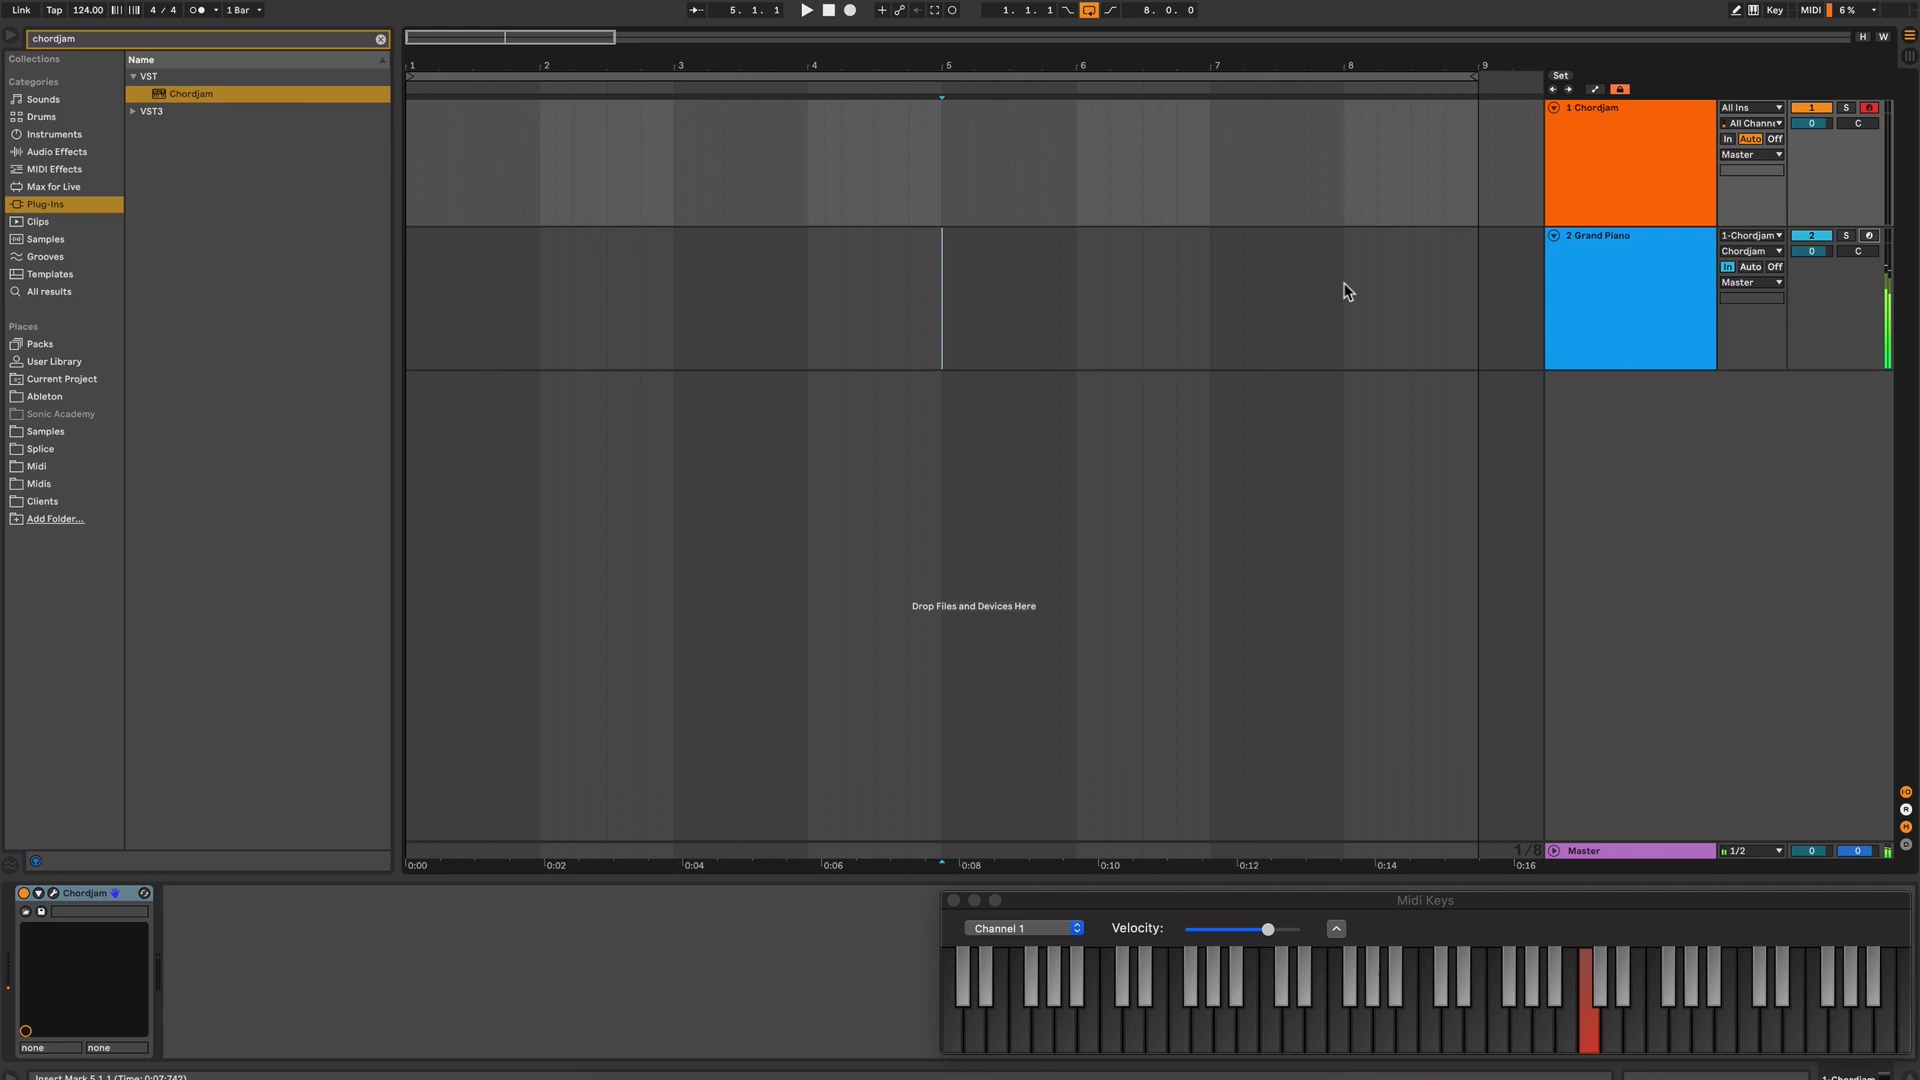 Link Tap 124.00 4 / 4 1 Bar 5. 1. 1 1. 1. 1 8. 0. 0 Key MIDI 6 %
chordjam H W
Collections Name
Categories VST
Sounds Chordjam
Drums VST3
Instruments
Audio Effects
MIDI Effects
Max for Live
Plug-Ins
Clips
Samples
Grooves
Templates
All results
Places
Packs
User Library
Current Project
Ableton
Sonic Academy
Samples
Splice
Midi
Midis
Clients
Add Folder...
1 2 3 4 5 6 7 8 9
Set
1 Chordjam All Ins 1 S
All Channe 0 C
In Auto Off
Master
2 Grand Piano 1-Chordjam 2 S
Chordjam 0 C
In Auto Off
Master
Drop Files and Devices Here
R
H
D
1/8 Master 1/2 0 0
0:00 0:02 0:04 0:06 0:08 0:10 0:12 0:14 0:16
Chordjam
none none
Midi Keys
Channel 1 Velocity:
Insert Mark 5.1.1 (Time: 0:07:742) 1-Chordjam